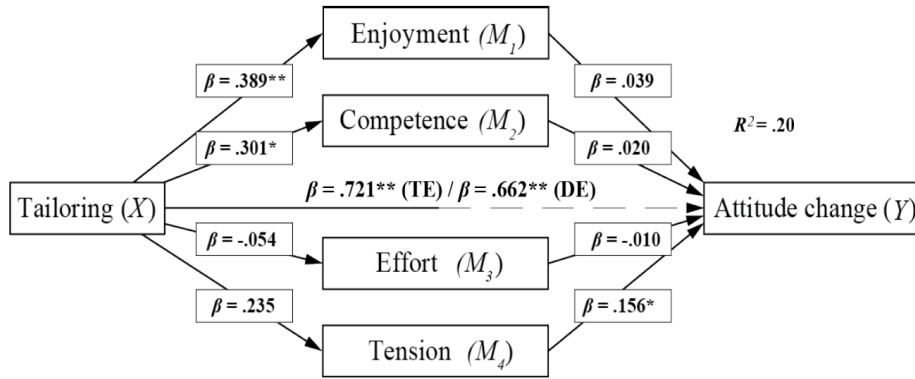 Enjoyment (M1)
β = .389**
β = .039
Competence (M2)
R² = .20
β = .301*
β = .020
β = .721** (TE) / β = .662** (DE)
Tailoring (X)
Attitude change (Y)
β = -.054
Effort (M3)
β = -.010
β = .235
β = .156*
Tension (M4)